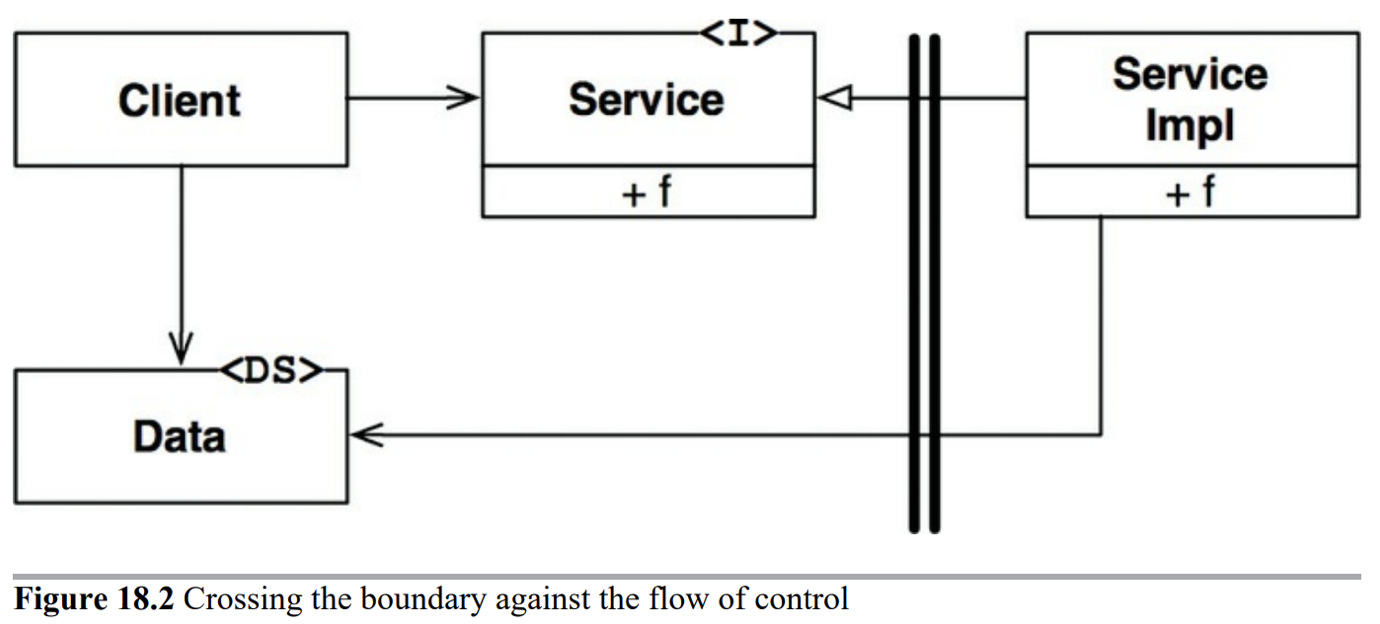 <I>
Client
Service
Service
Impl
+ f
+ f
<DS>
Data
Figure 18.2 Crossing the boundary against the flow of control